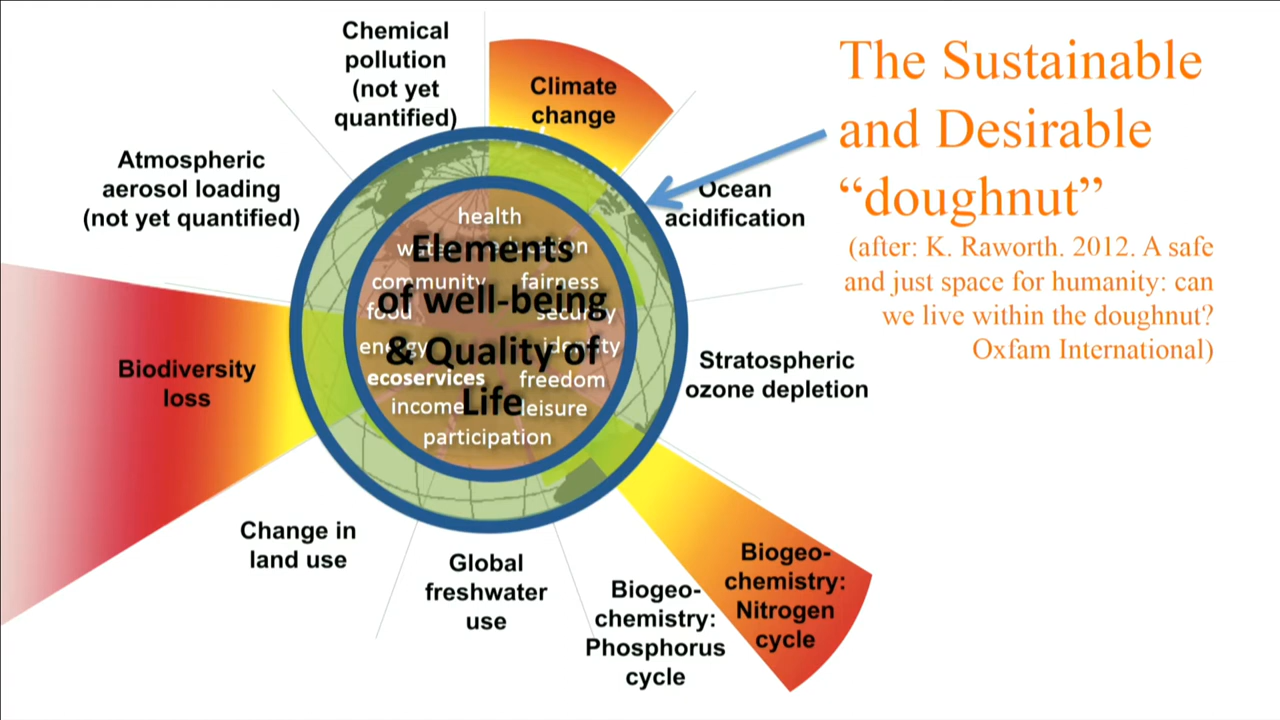 The Sustainable
and Desirable
“doughnut”
(after: K. Raworth. 2012. A safe
and just space for humanity: can
we live within the doughnut?
Oxfam International)
Chemical
pollution
(not yet
quantified)
Climate
change
Atmospheric
aerosol loading
(not yet quantified)
Ocean
acidification
Stratospheric
ozone depletion
Biodiversity
loss
Change in
land use
Global
freshwater
use
Biogeo-
chemistry:
Phosphorus
cycle
Biogeo-
chemistry:
Nitrogen
cycle
Elements
of well-being
& Quality of
Life
health
water education
community fairness
food security
energy identity
ecoservices freedom
income leisure
participation